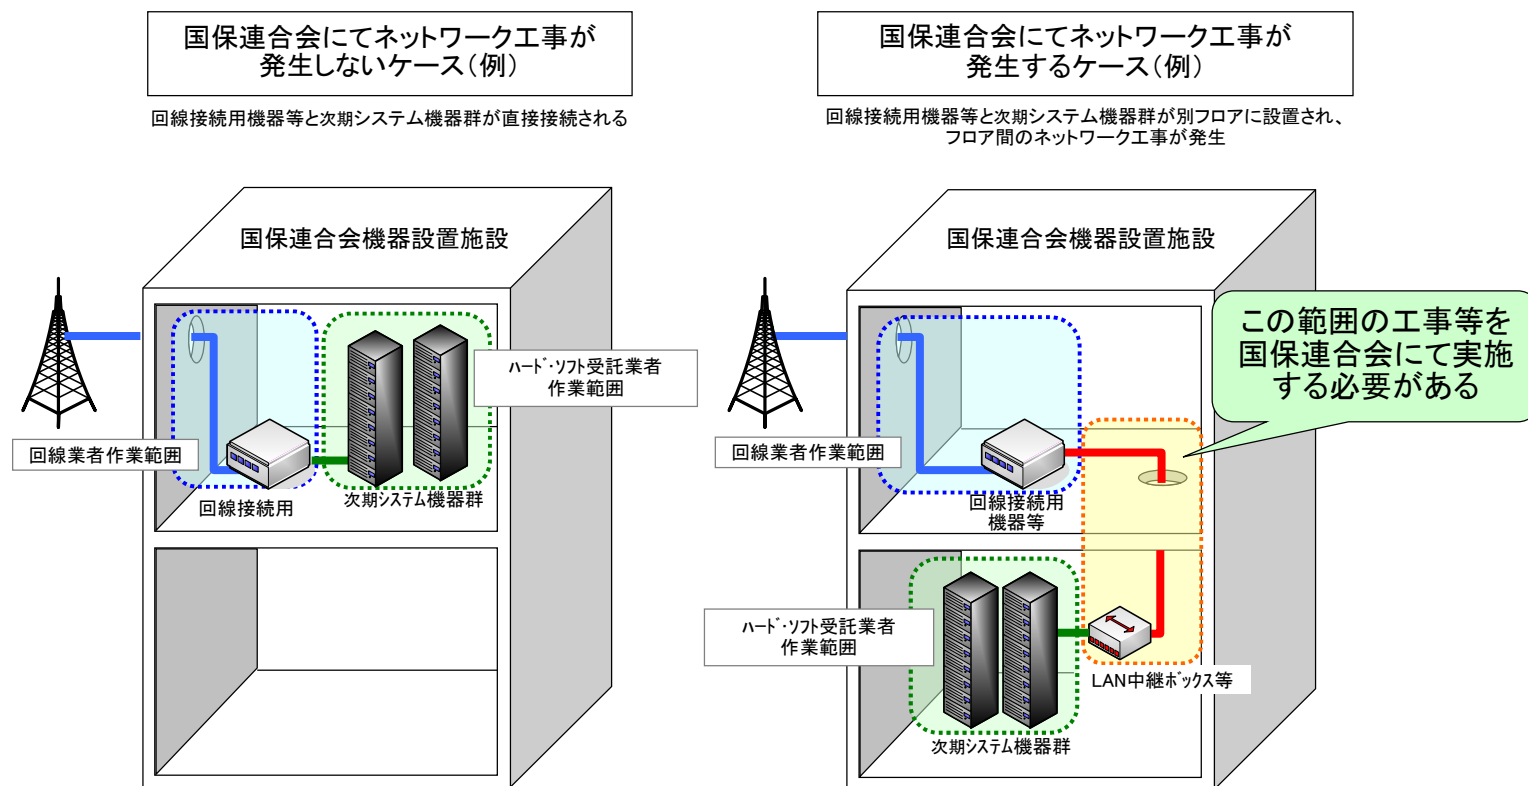 国保連合会にてネットワーク工事が
発生しないケース（例）
回線接続用機器等と次期システム機器群が直接接続される
国保連合会機器設置施設
ﾊｰﾄﾞ・ｿﾌﾄ受託業者
作業範囲
回線業者作業範囲
回線接続用
次期ｼｽﾃﾑ機器群
国保連合会にてネットワーク工事が
発生するケース（例）
回線接続用機器等と次期システム機器群が別フロアに設置され、
フロア間のネットワーク工事が発生
国保連合会機器設置施設
この範囲の工事等を
国保連合会にて実施
する必要がある
回線業者作業範囲
回線接続用
機器等
ﾊｰﾄﾞ・ｿﾌﾄ受託業者
作業範囲
LAN中継ﾎﾞｯｸｽ等
次期ｼｽﾃﾑ機器群